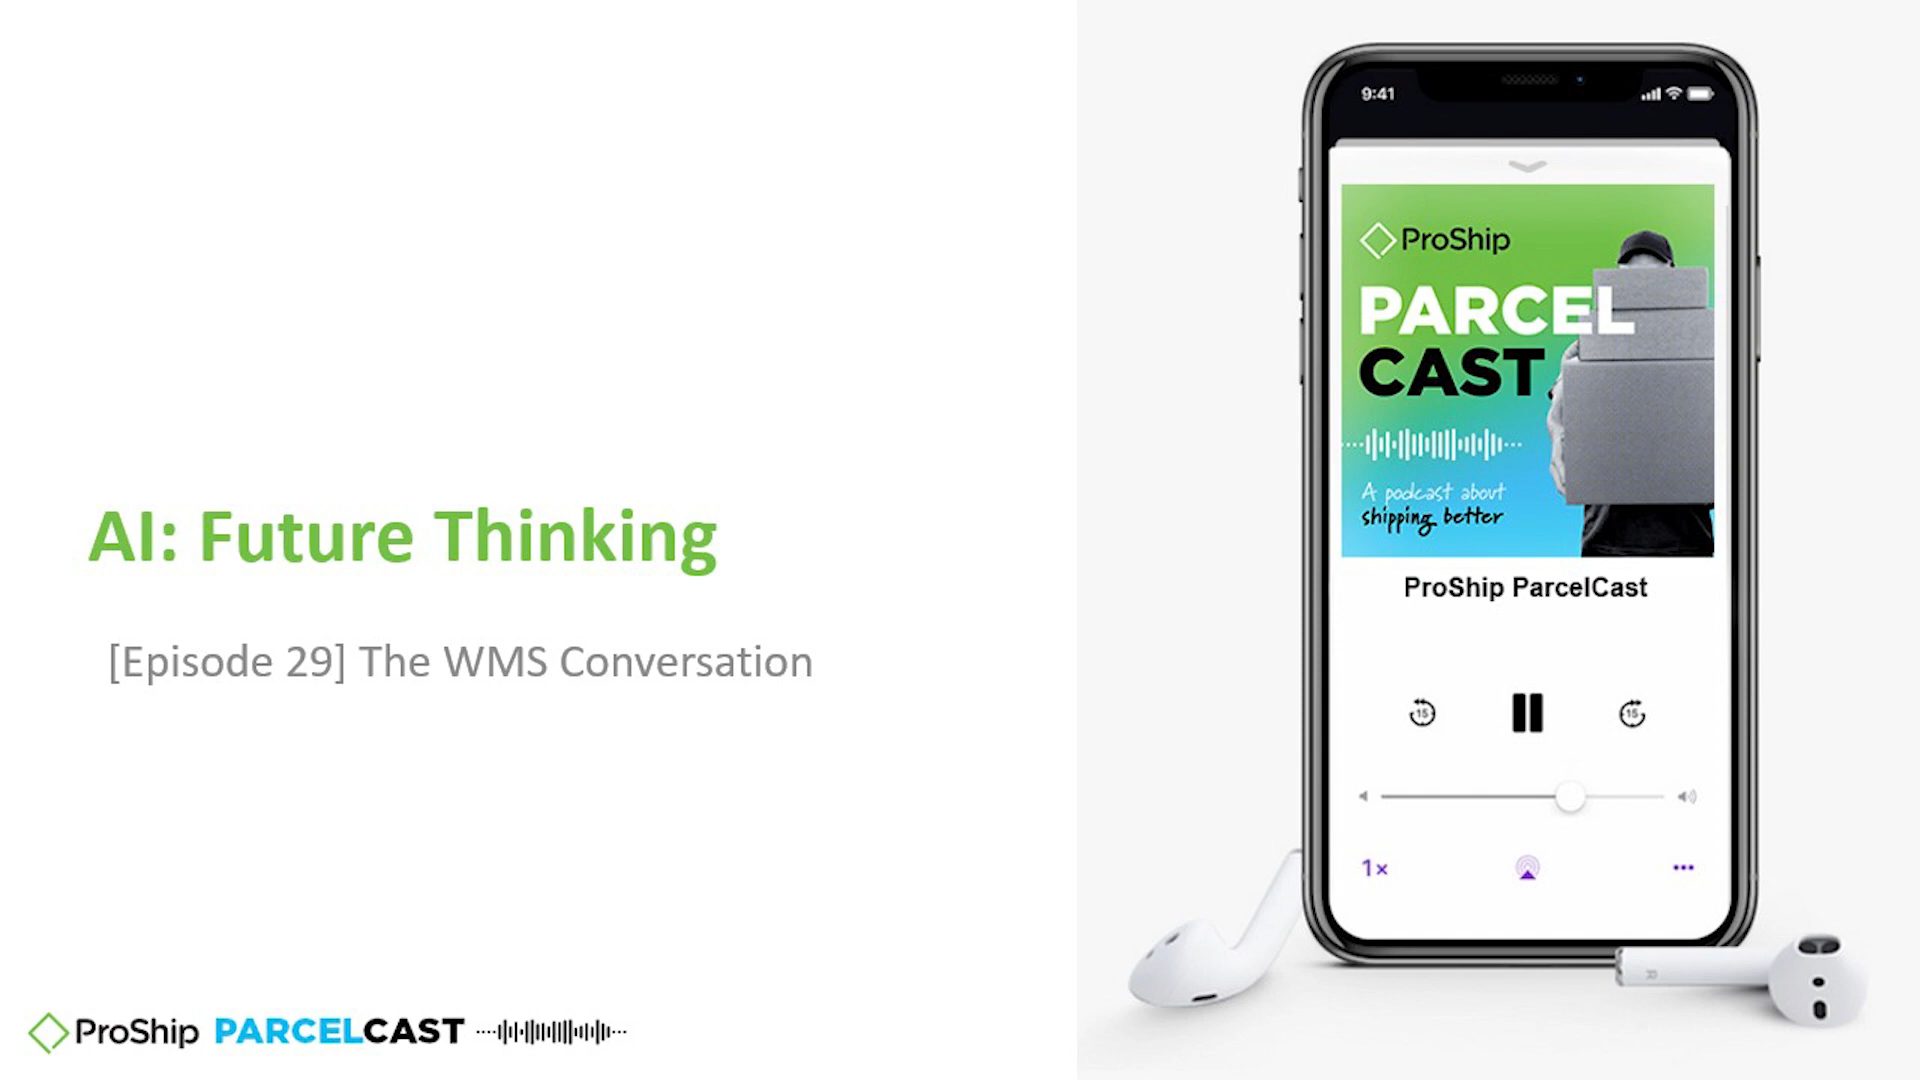 AI: Future Thinking
[Episode 29] The WMS Conversation
ProShip PARCELCAST
9:41
ProShip
PARCEL
CAST
A podcast about
shipping better
ProShip ParcelCast
15
15
1×
R